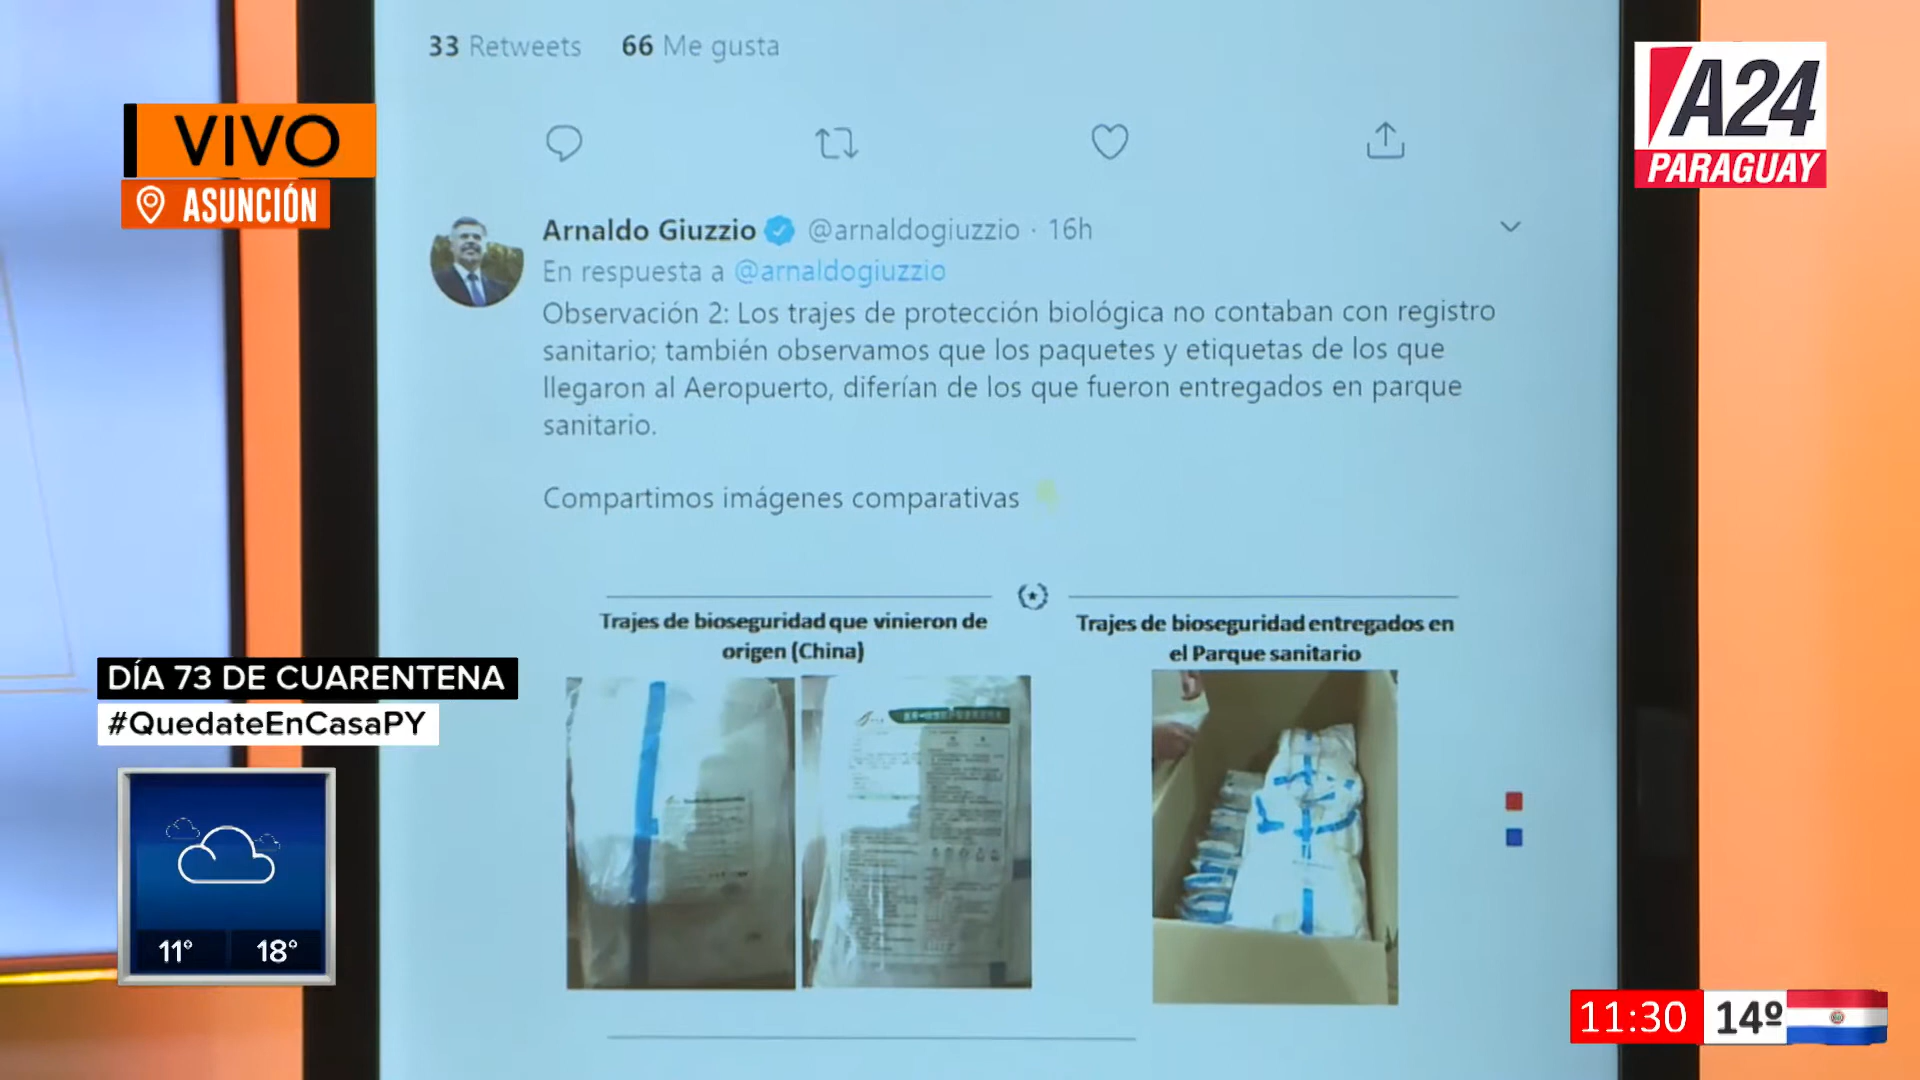 33 Retweets 66 Me gusta
VIVO
ASUNCIÓN
A24
PARAGUAY
Arnaldo Giuzzio @arnaldogiuzzio · 16h
En respuesta a @arnaldogiuzzio
Observación 2: Los trajes de protección biológica no contaban con registro
sanitario; también observamos que los paquetes y etiquetas de los que
llegaron al Aeropuerto, diferían de los que fueron entregados en parque
sanitario.
Compartimos imágenes comparativas
Trajes de bioseguridad que vinieron de
origen (China)
Trajes de bioseguridad entregados en
el Parque sanitario
DÍA 73 DE CUARENTENA
#QuedateEnCasaPY
11° 18°
11:30 14º